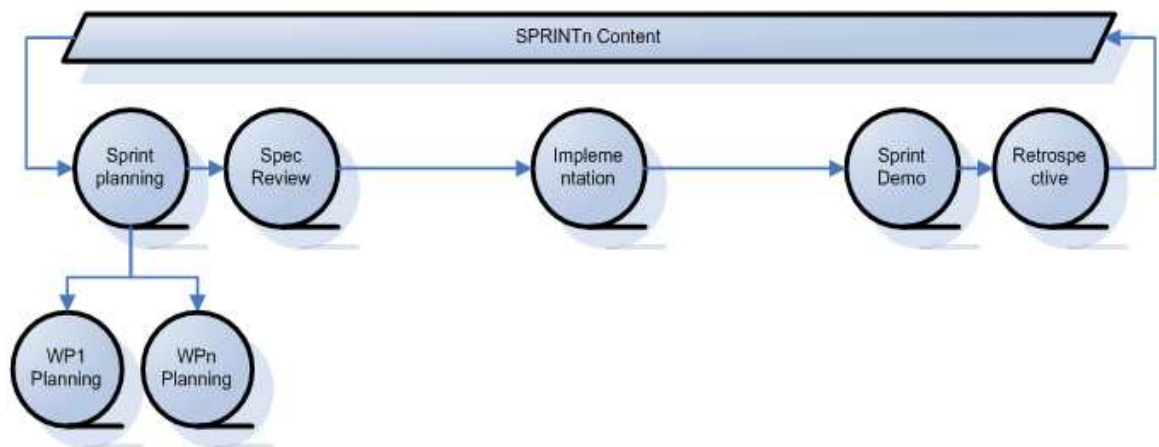 SPRINTn Content
Sprint
planning
Spec
Review
Impleme
ntation
Sprint
Demo
Retrospe
ctive
WP1
Planning
WPn
Planning